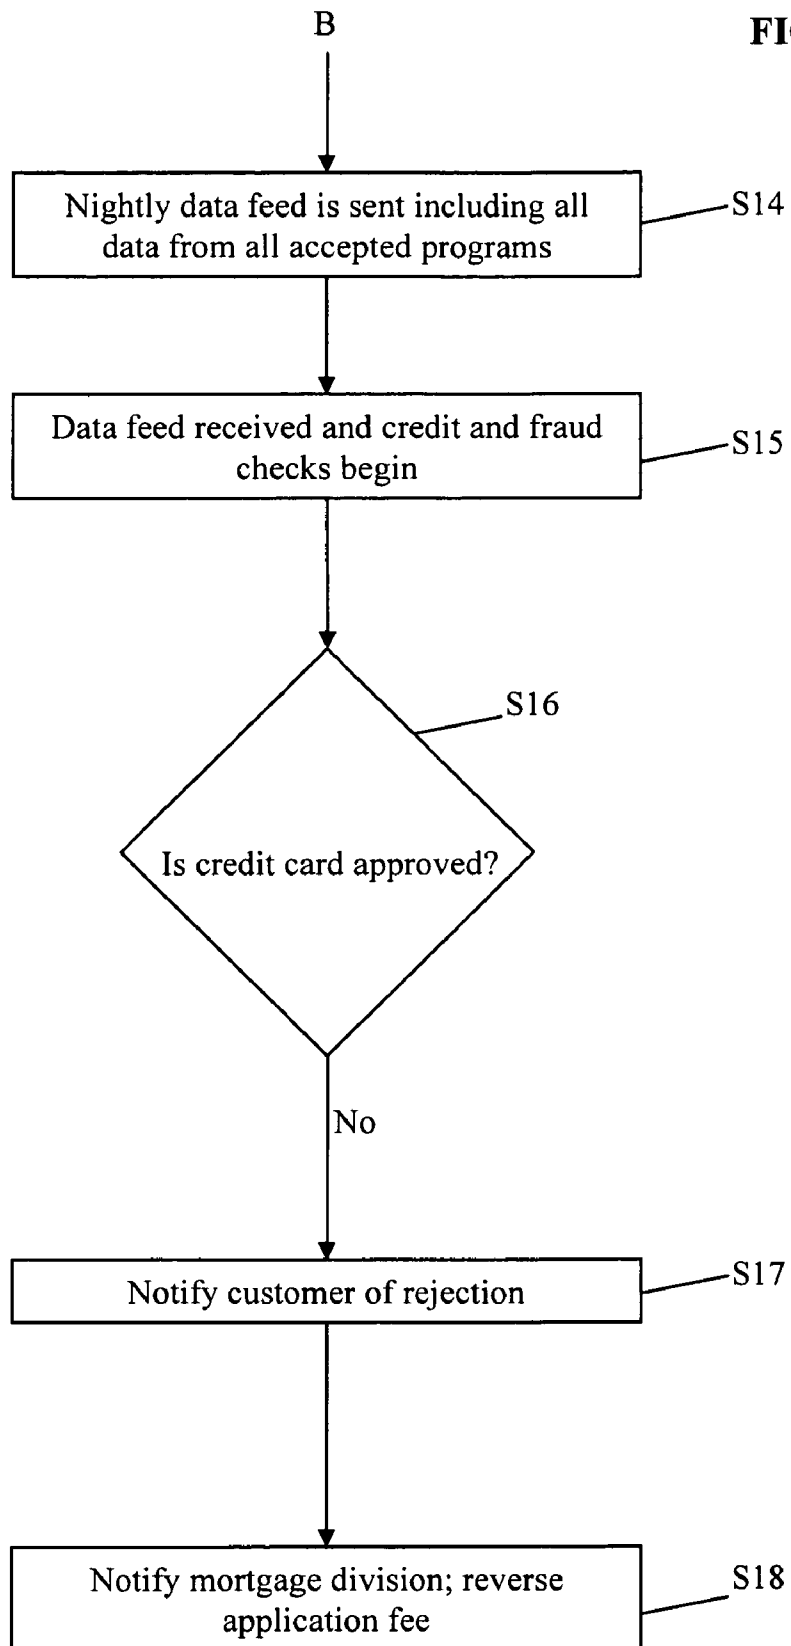 B
FI
Nightly data feed is sent including all
data from all accepted programs
S14
Data feed received and credit and fraud
checks begin
S15
S16
Is credit card approved?
No
Notify customer of rejection
S17
Notify mortgage division; reverse
application fee
S18